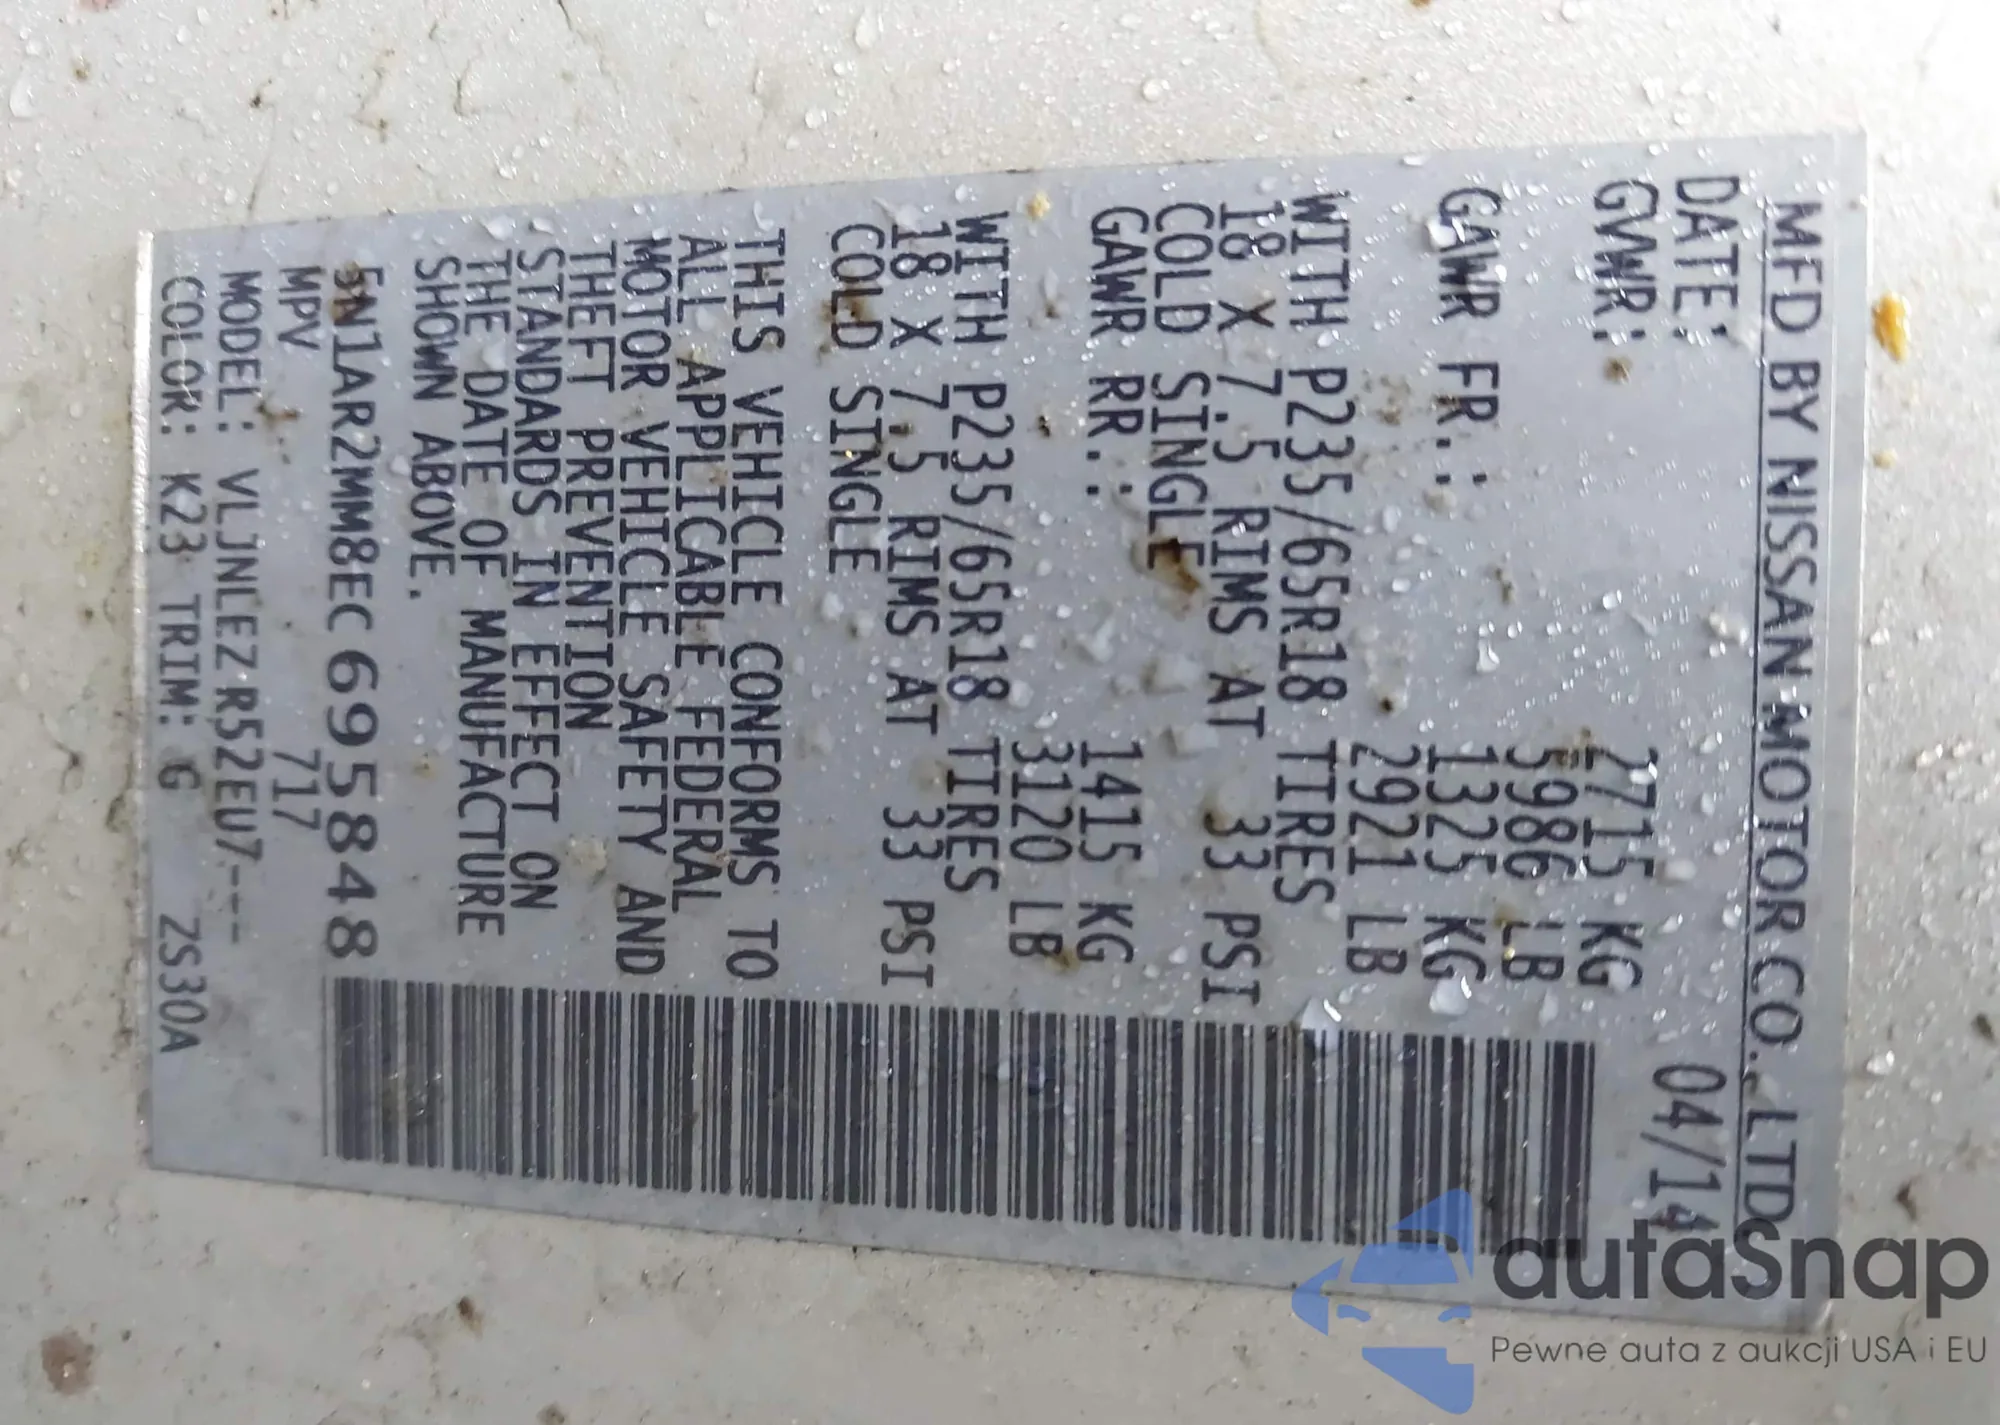 MFD BY NISSAN MOTOR CO., LTD.
DATE: 04/14
GVWR: 2715 KG
5986 LB
GAWR FR.: 1325 KG
2921 LB
WITH P235/65R18 TIRES
18 X 7.5 RIMS AT 33 PSI
COLD SINGLE
GAWR RR.: 1415 KG
3120 LB
WITH P235/65R18 TIRES
18 X 7.5 RIMS AT 33 PSI
COLD SINGLE
THIS VEHICLE CONFORMS TO
ALL APPLICABLE FEDERAL
MOTOR VEHICLE SAFETY AND
THEFT PREVENTION
STANDARDS IN EFFECT ON
THE DATE OF MANUFACTURE
SHOWN ABOVE.
5N1AR2MM8EC695848
MPV 717
MODEL: VLJNLEZ R52EU7---
COLOR: K23 TRIM: G ZS30A
autaSnap
Pewne auta z aukcji USA i EU